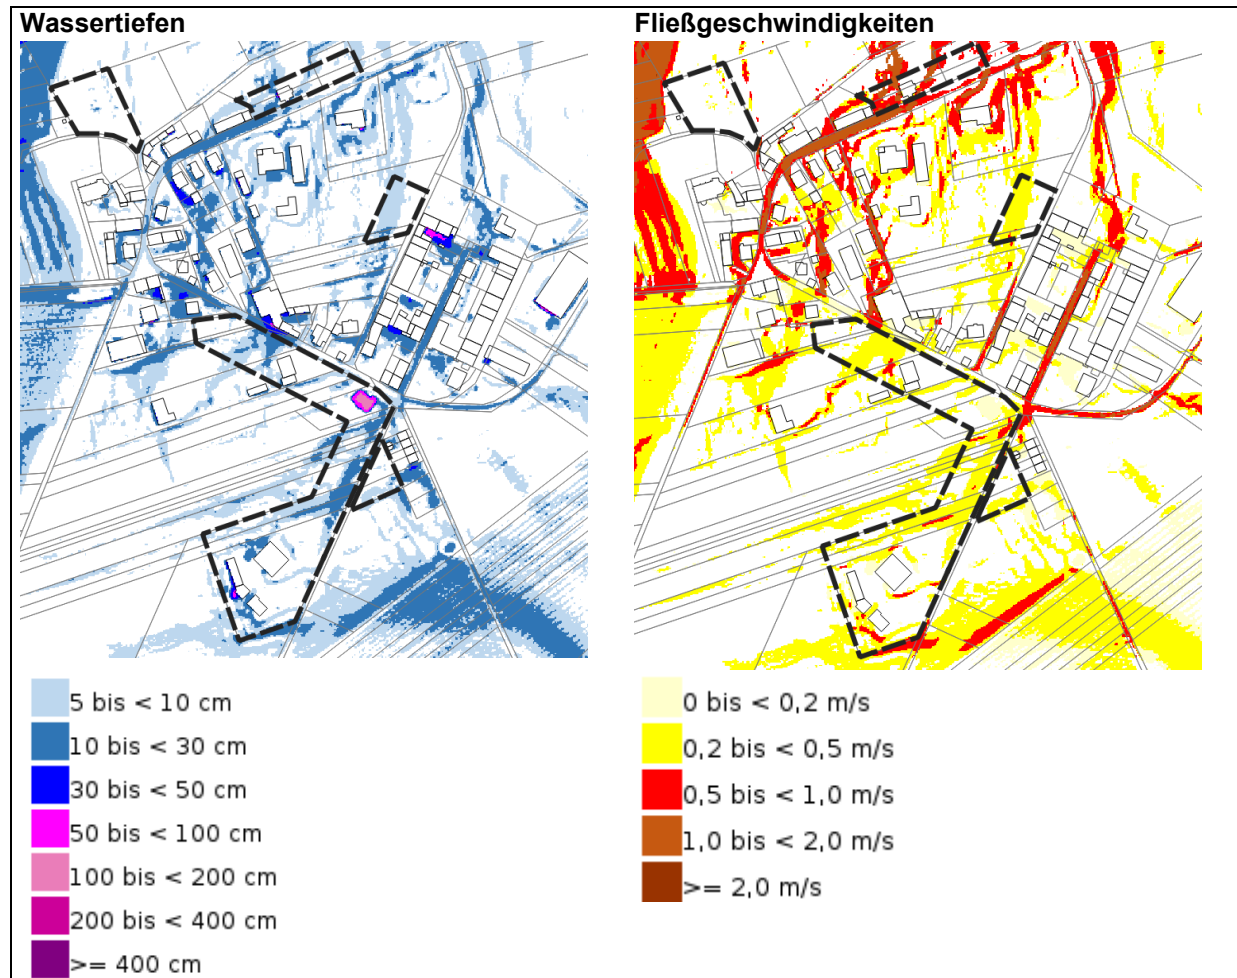 Wassertiefen
Fließgeschwindigkeiten
5 bis < 10 cm
10 bis < 30 cm
30 bis < 50 cm
50 bis < 100 cm
100 bis < 200 cm
200 bis < 400 cm
>= 400 cm
0 bis < 0,2 m/s
0,2 bis < 0,5 m/s
0,5 bis < 1,0 m/s
1,0 bis < 2,0 m/s
>= 2,0 m/s